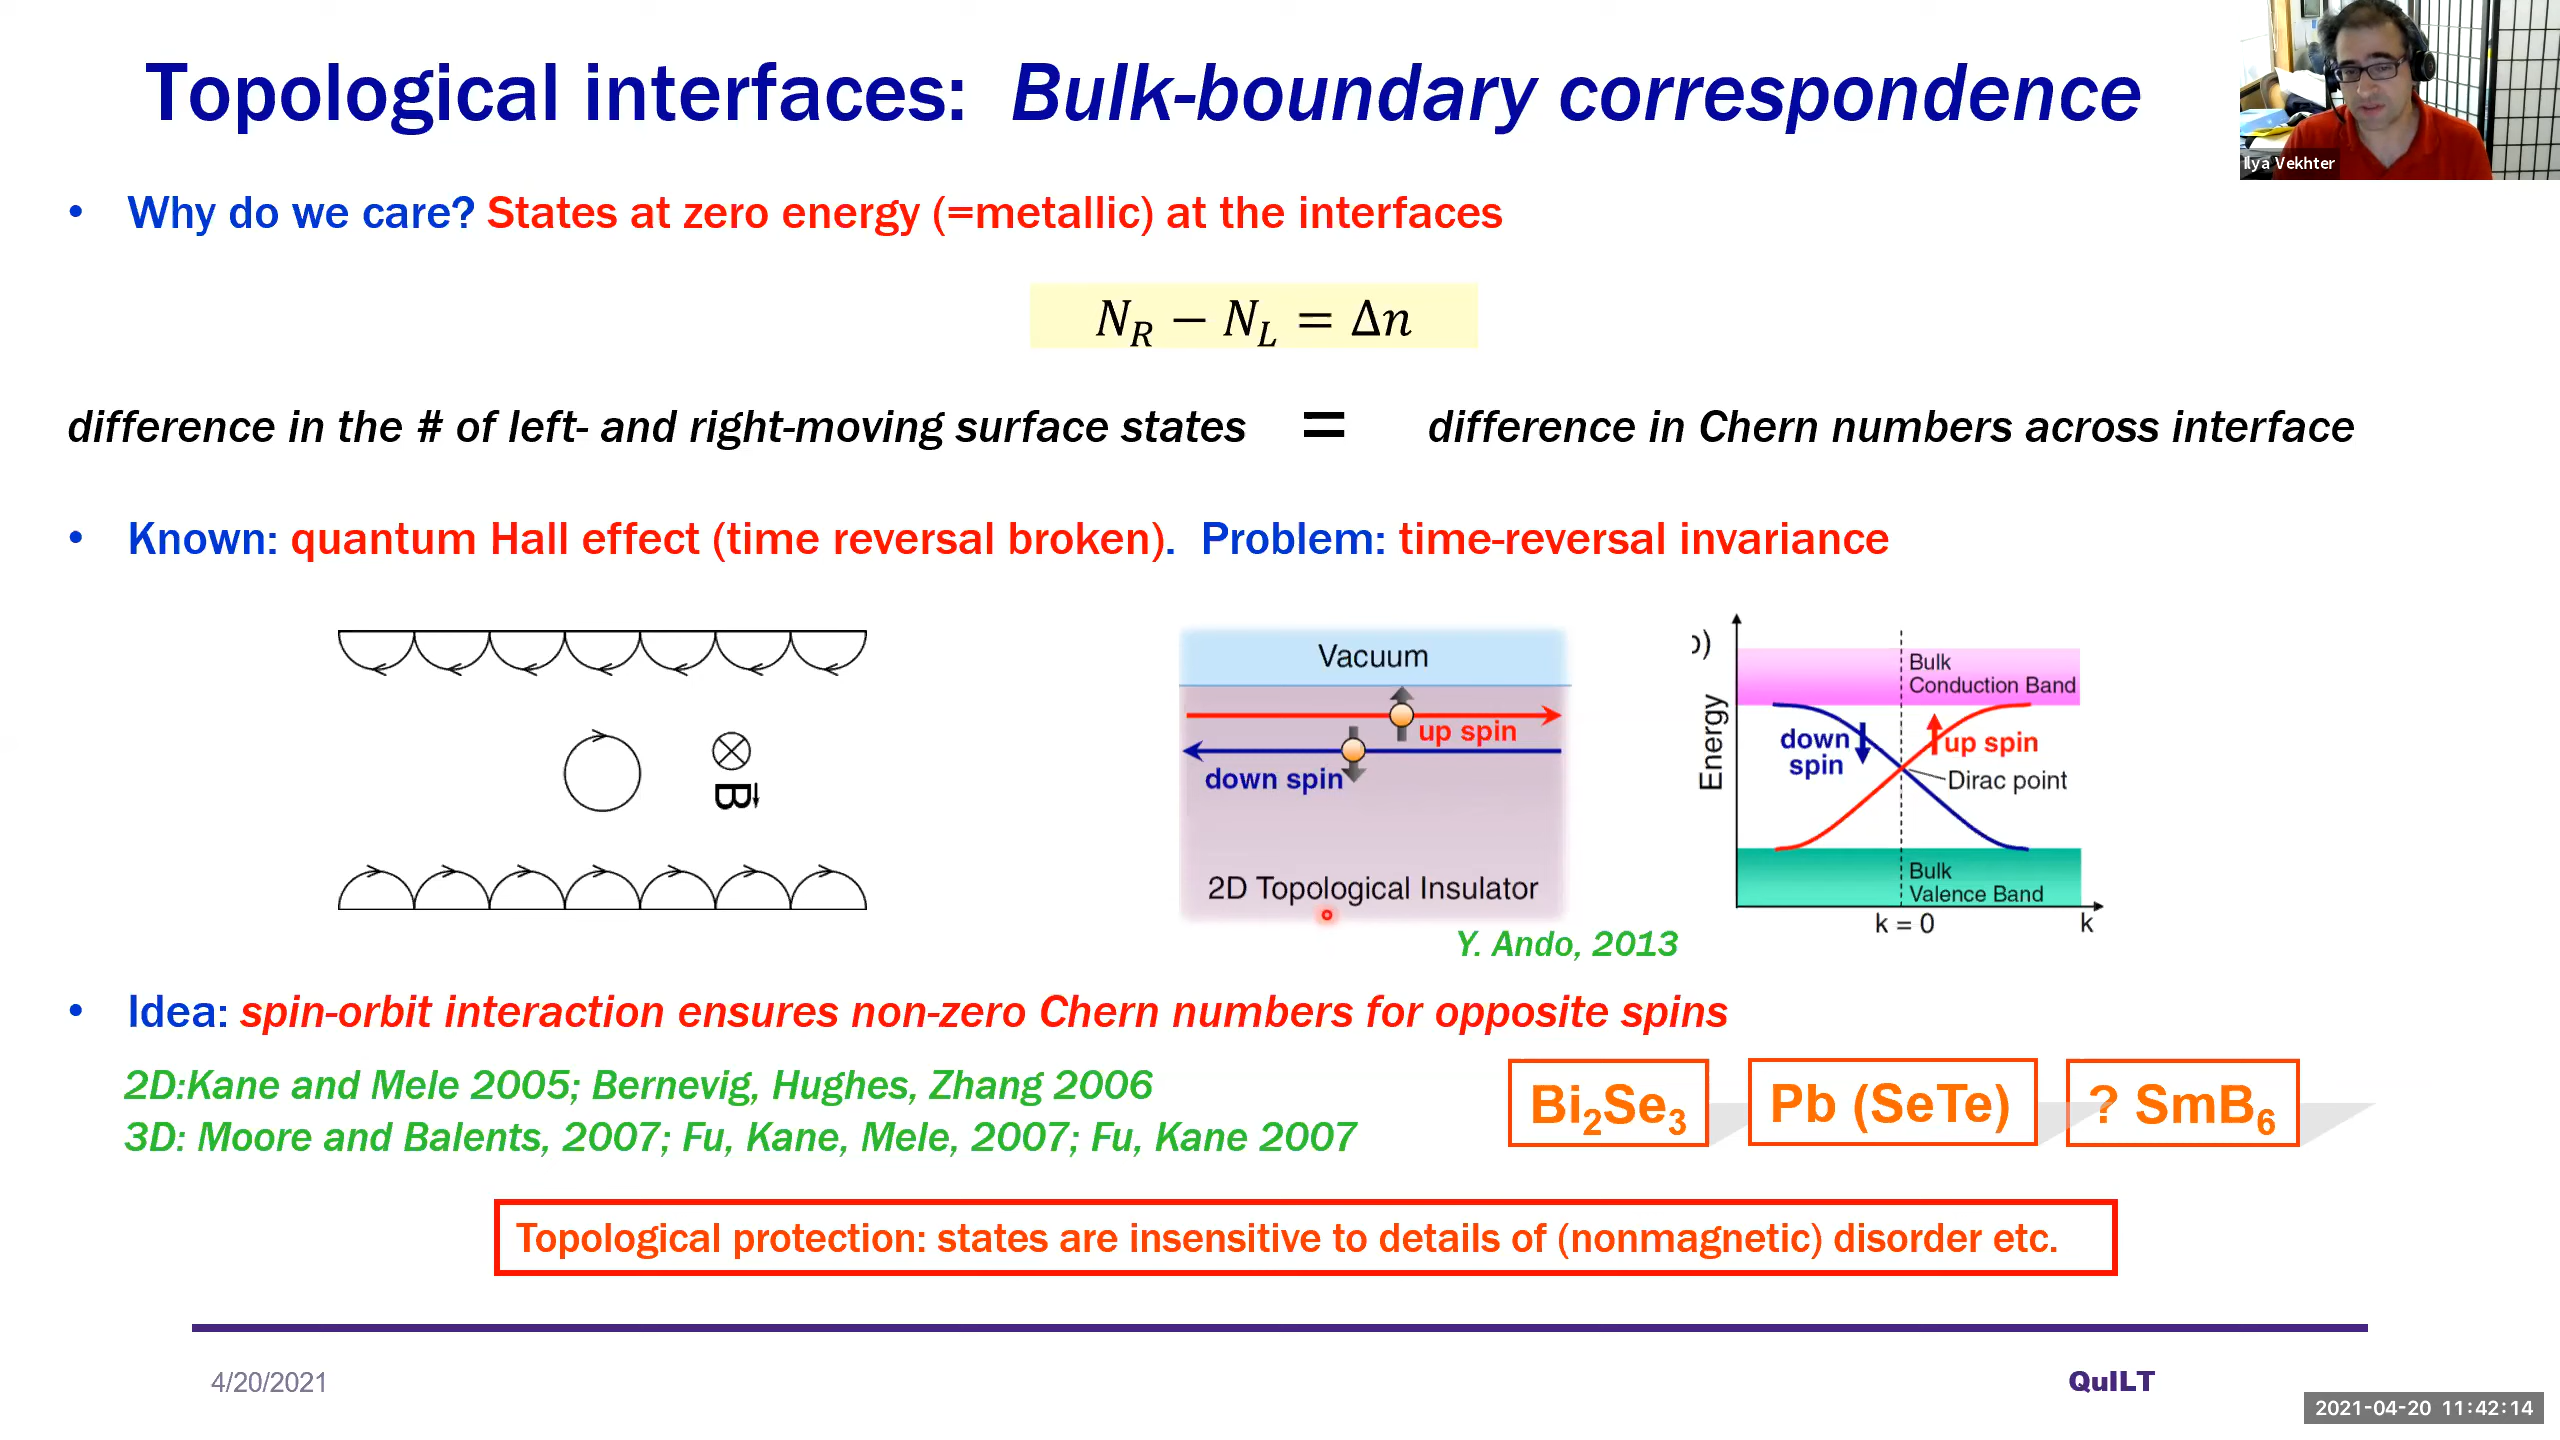 Topological interfaces: Bulk-boundary correspondence
Ilya Vekhter
• Why do we care? States at zero energy (=metallic) at the interfaces
N_R − N_L = Δn
difference in the # of left- and right-moving surface states = difference in Chern numbers across interface
• Known: quantum Hall effect (time reversal broken). Problem: time-reversal invariance
B
Vacuum
up spin
down spin
2D Topological Insulator
Y. Ando, 2013
b)
Energy
Bulk
Conduction Band
down
spin
up spin
Dirac point
Bulk
Valence Band
k = 0
k
• Idea: spin-orbit interaction ensures non-zero Chern numbers for opposite spins
2D:Kane and Mele 2005; Bernevig, Hughes, Zhang 2006
3D: Moore and Balents, 2007; Fu, Kane, Mele, 2007; Fu, Kane 2007
Bi₂Se₃
Pb (SeTe)
? SmB₆
Topological protection: states are insensitive to details of (nonmagnetic) disorder etc.
4/20/2021
QuILT
2021-04-20 11:42:14